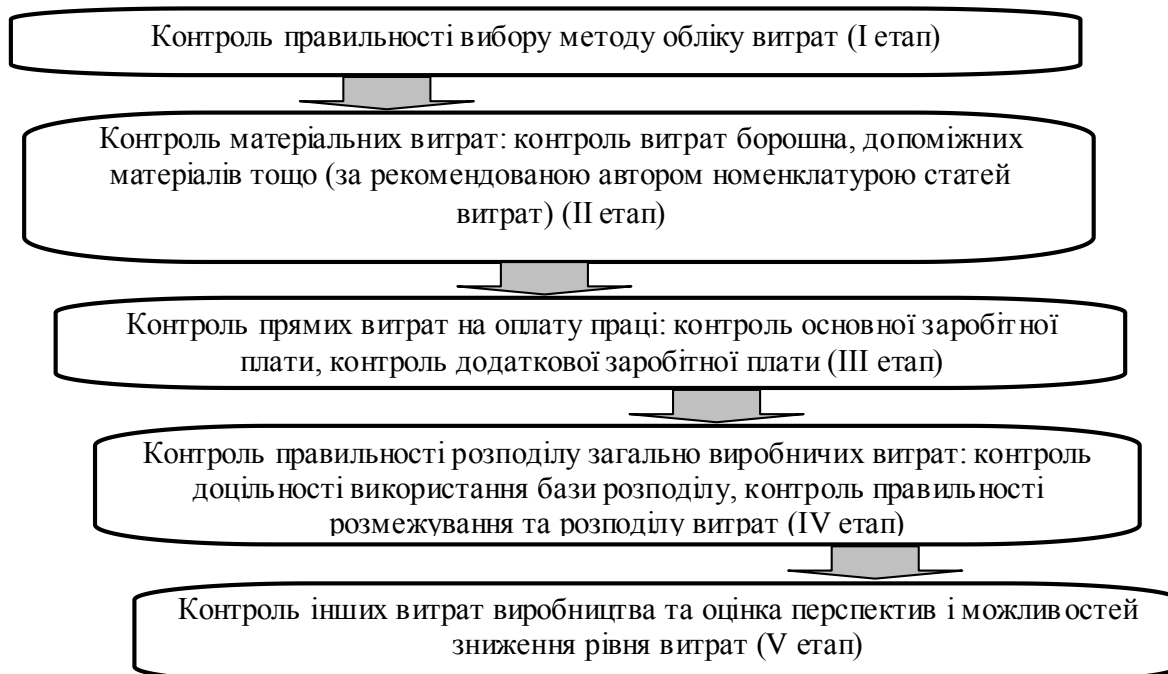 Контроль правильності вибору методу обліку витрат (I етап)
Контроль матеріальних витрат: контроль витрат борошна, допоміжних
матеріалів тощо (за рекомендованою автором номенклатурою статей
витрат) (II етап)
Контроль прямих витрат на оплату праці: контроль основної заробітної
плати, контроль додаткової заробітної плати (III етап)
Контроль правильності розподілу загально виробничих витрат: контроль
доцільності використання бази розподілу, контроль правильності
розмежування та розподілу витрат (IV етап)
Контроль інших витрат виробництва та оцінка перспектив і можливостей
зниження рівня витрат (V етап)